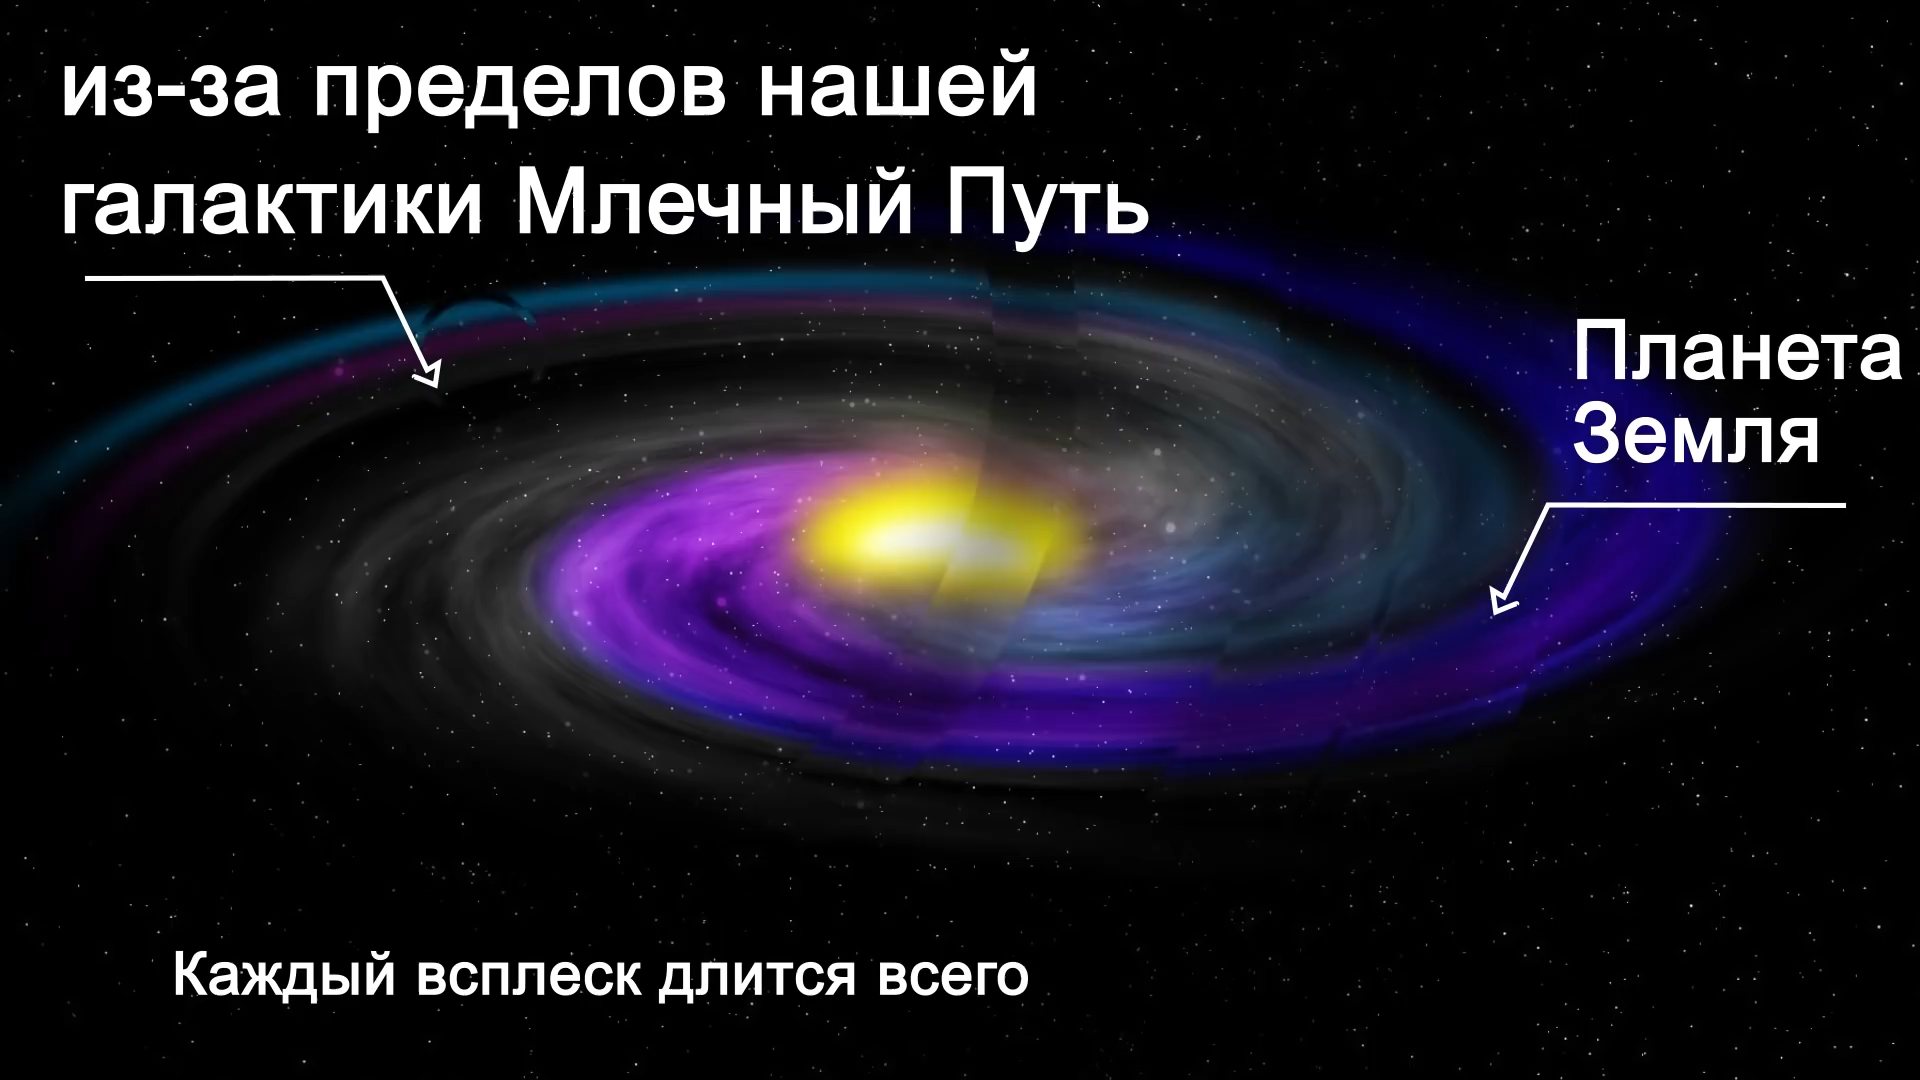 из-за пределов нашей
галактики Млечный Путь
Планета
Земля
Каждый всплеск длится всего